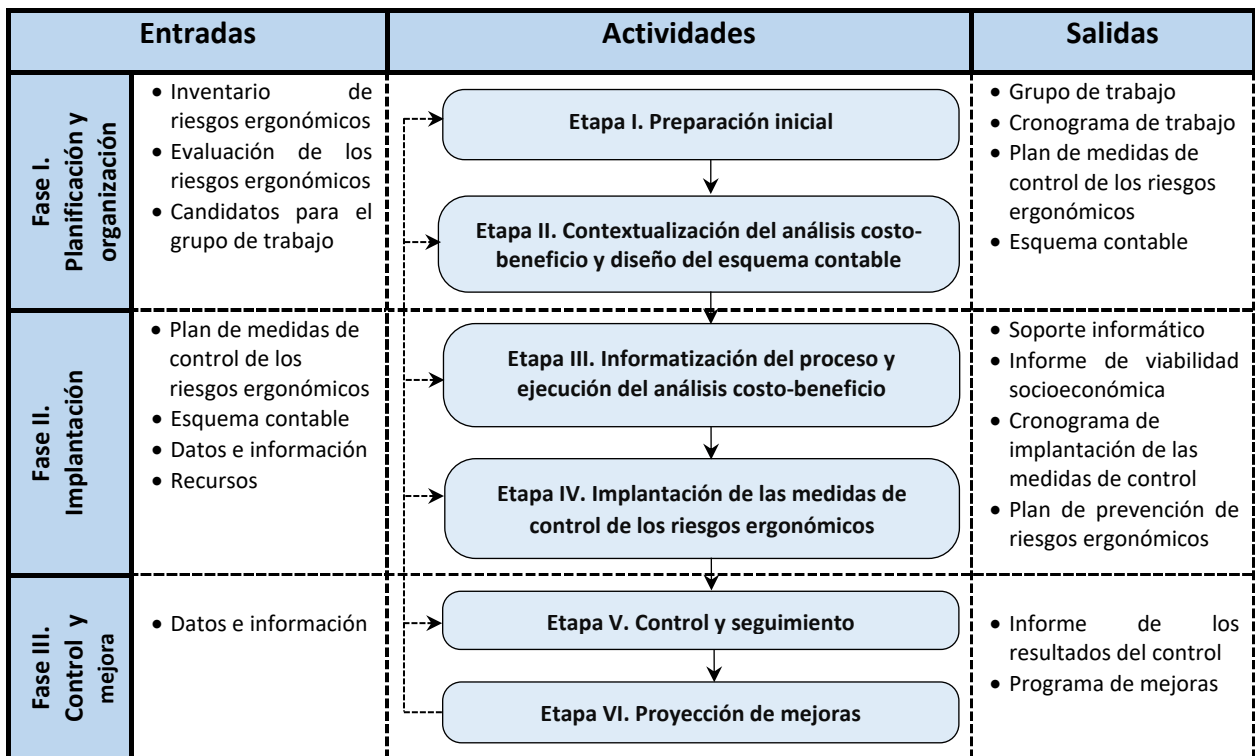 Entradas
Actividades
Salidas
Fase I.
Planificación y
organización
• Inventario de
riesgos ergonómicos
• Evaluación de los
riesgos ergonómicos
• Candidatos para el
grupo de trabajo
Etapa I. Preparación inicial
Etapa II. Contextualización del análisis costo-
beneficio y diseño del esquema contable
• Grupo de trabajo
• Cronograma de trabajo
• Plan de medidas de
control de los riesgos
ergonómicos
• Esquema contable
Fase II.
Implantación
• Plan de medidas de
control de los
riesgos ergonómicos
• Esquema contable
• Datos e información
• Recursos
Etapa III. Informatización del proceso y
ejecución del análisis costo-beneficio
Etapa IV. Implantación de las medidas de
control de los riesgos ergonómicos
• Soporte informático
• Informe de viabilidad
socioeconómica
• Cronograma de
implantación de las
medidas de control
• Plan de prevención de
riesgos ergonómicos
Fase III.
Control y
mejora
• Datos e información
Etapa V. Control y seguimiento
Etapa VI. Proyección de mejoras
• Informe de los
resultados del control
• Programa de mejoras